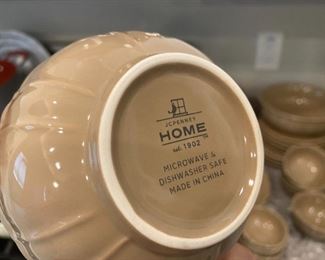 JCPENNEY
HOME
est. 1902
MICROWAVE &
DISHWASHER SAFE
MADE IN CHINA